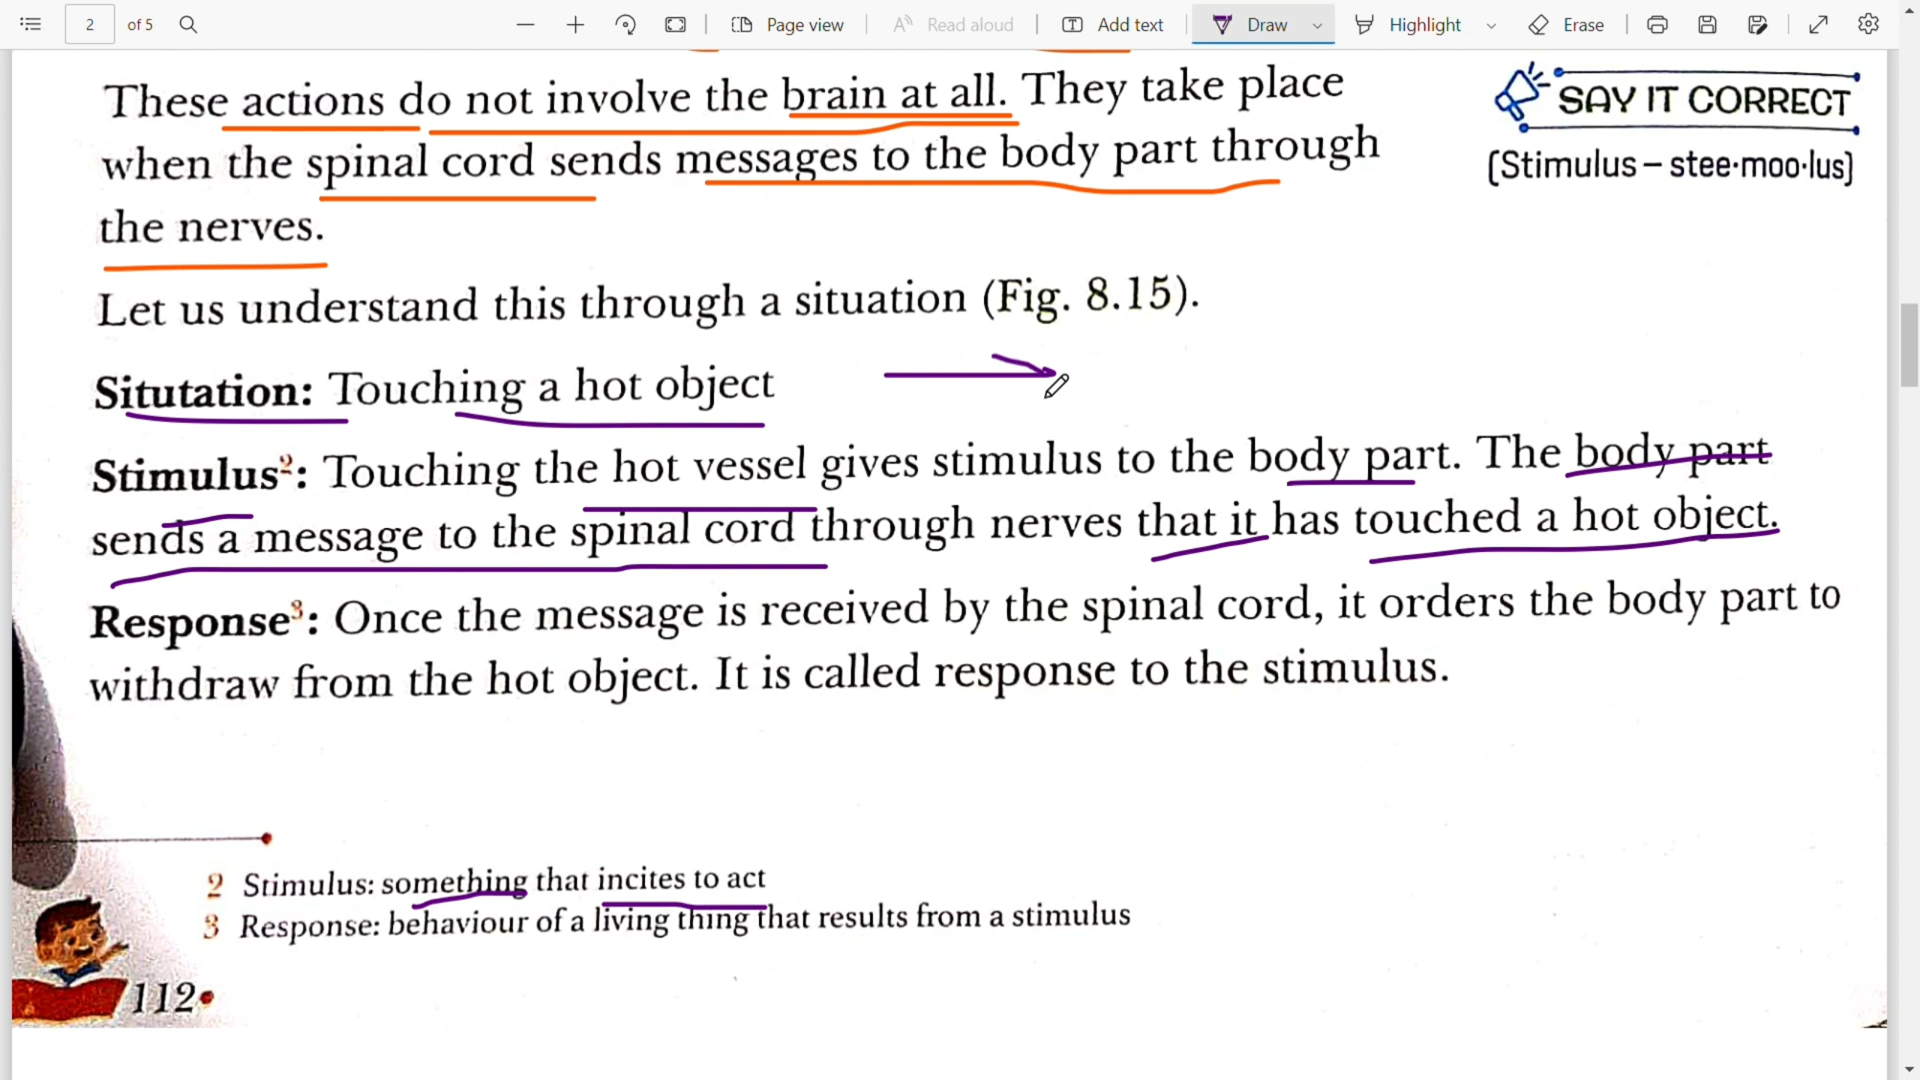 2 of 5 Page view Read aloud Add text Draw Highlight Erase
These actions do not involve the brain at all. They take place
when the spinal cord sends messages to the body part through
the nerves.
SAY IT CORRECT
(Stimulus – stee·moo·lus)
Let us understand this through a situation (Fig. 8.15).
Situtation: Touching a hot object
Stimulus2: Touching the hot vessel gives stimulus to the body part. The body part
sends a message to the spinal cord through nerves that it has touched a hot object.
Response3: Once the message is received by the spinal cord, it orders the body part to
withdraw from the hot object. It is called response to the stimulus.
2 Stimulus: something that incites to act
3 Response: behaviour of a living thing that results from a stimulus
112